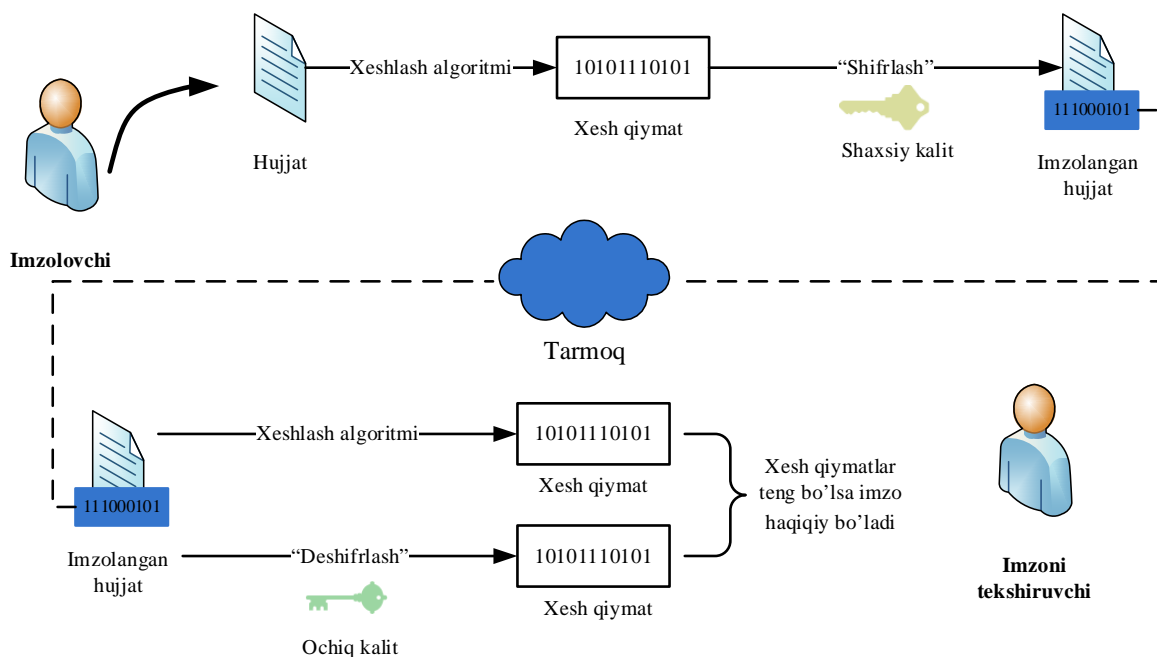 Xeshlash algoritmi
10101110101
“Shifrlash”
111000101
Xesh qiymat
Shaxsiy kalit
Hujjat
Imzolangan
hujjat
Imzolovchi
Tarmoq
Xeshlash algoritmi
10101110101
Xesh qiymat
Xesh qiymatlar
teng bo’lsa imzo
haqiqiy bo’ladi
111000101
Imzolangan
hujjat
“Deshifrlash”
10101110101
Xesh qiymat
Ochiq kalit
Imzoni
tekshiruvchi